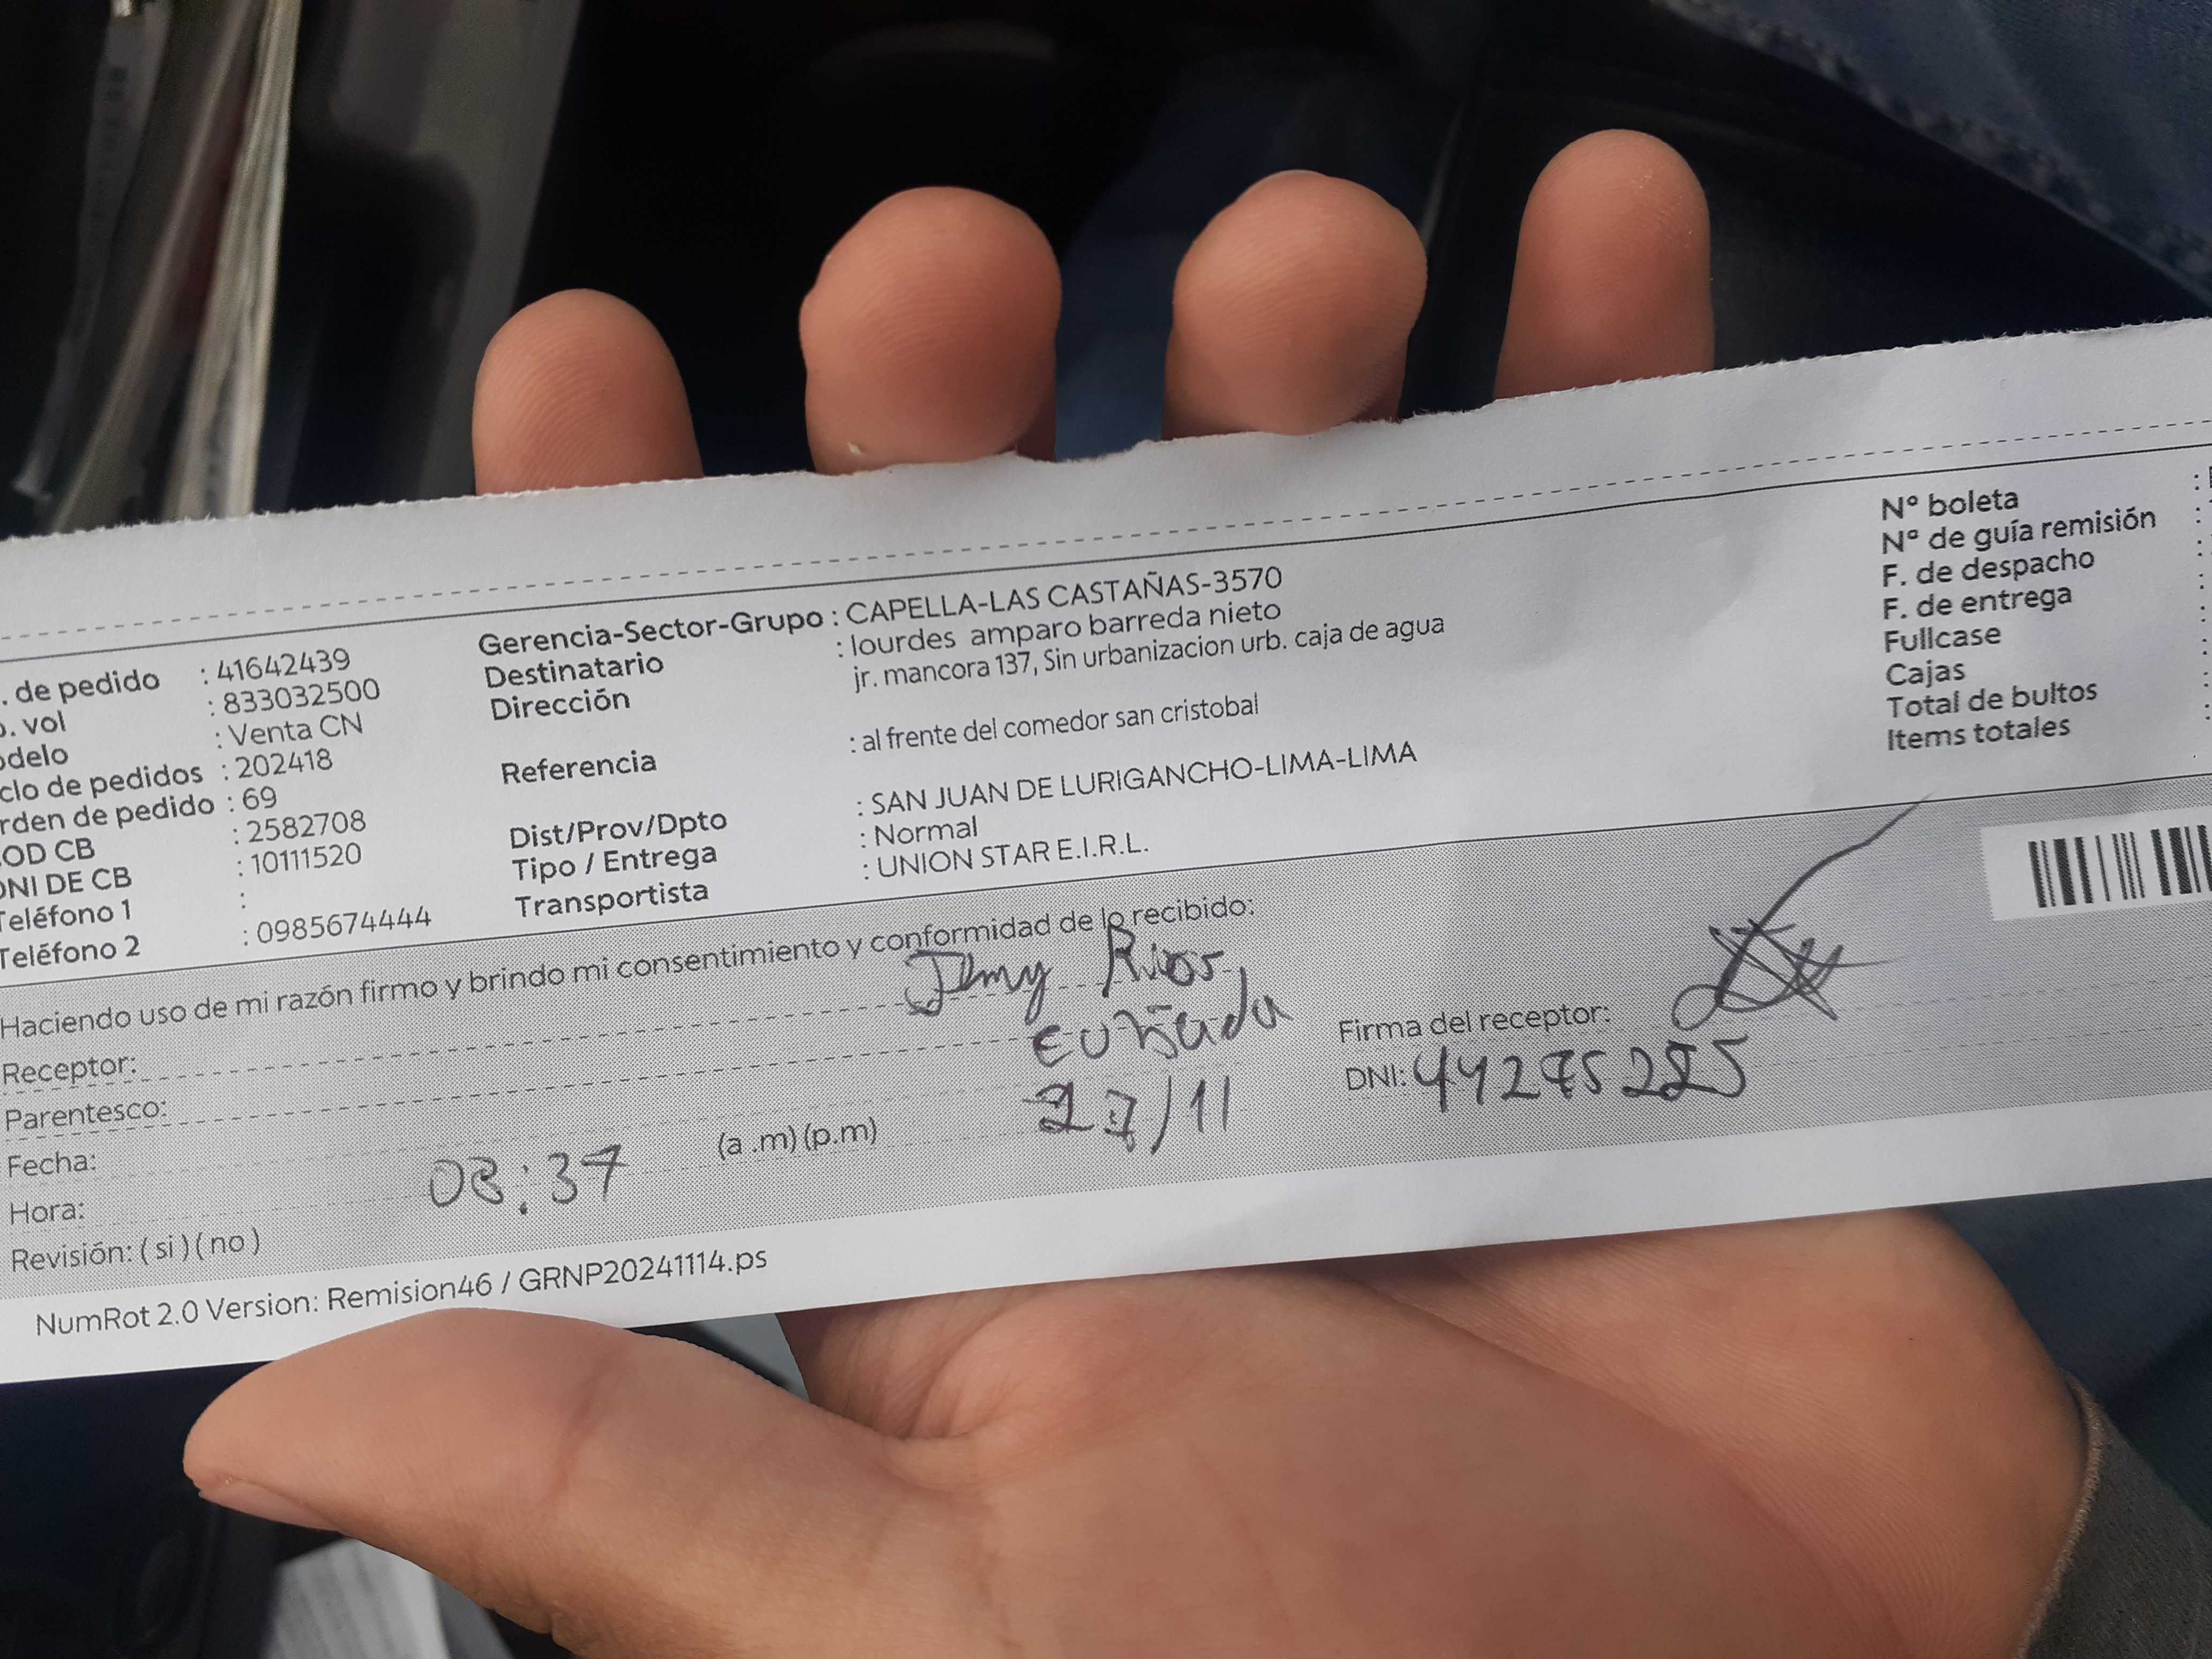 . de pedido : 41642439
o. vol : 833032500
odelo : Venta CN
clo de pedidos : 202418
rden de pedido : 69
OD CB : 2582708
DNI DE CB : 10111520
Teléfono 1 :
Teléfono 2 : 0985674444
Gerencia-Sector-Grupo : CAPELLA-LAS CASTAÑAS-3570
Destinatario : lourdes amparo barreda nieto
Dirección jr. mancora 137, Sin urbanizacion urb. caja de agua
Referencia : al frente del comedor san cristobal
Dist/Prov/Dpto : SAN JUAN DE LURIGANCHO-LIMA-LIMA
Tipo / Entrega : Normal
Transportista : UNION STAR E.I.R.L.
Nº boleta :
Nº de guía remisión :
F. de despacho :
F. de entrega :
Fullcase :
Cajas :
Total de bultos :
Items totales :
Haciendo uso de mi razón firmo y brindo mi consentimiento y conformidad de lo recibido:
Receptor: Rios
Parentesco: cuñada
Fecha: 27/11
Hora: 08:37 (a .m) (p.m)
Revisión: ( si ) ( no )
Firma del receptor:
DNI:
NumRot 2.0 Version: Remision46 / GRNP20241114.ps